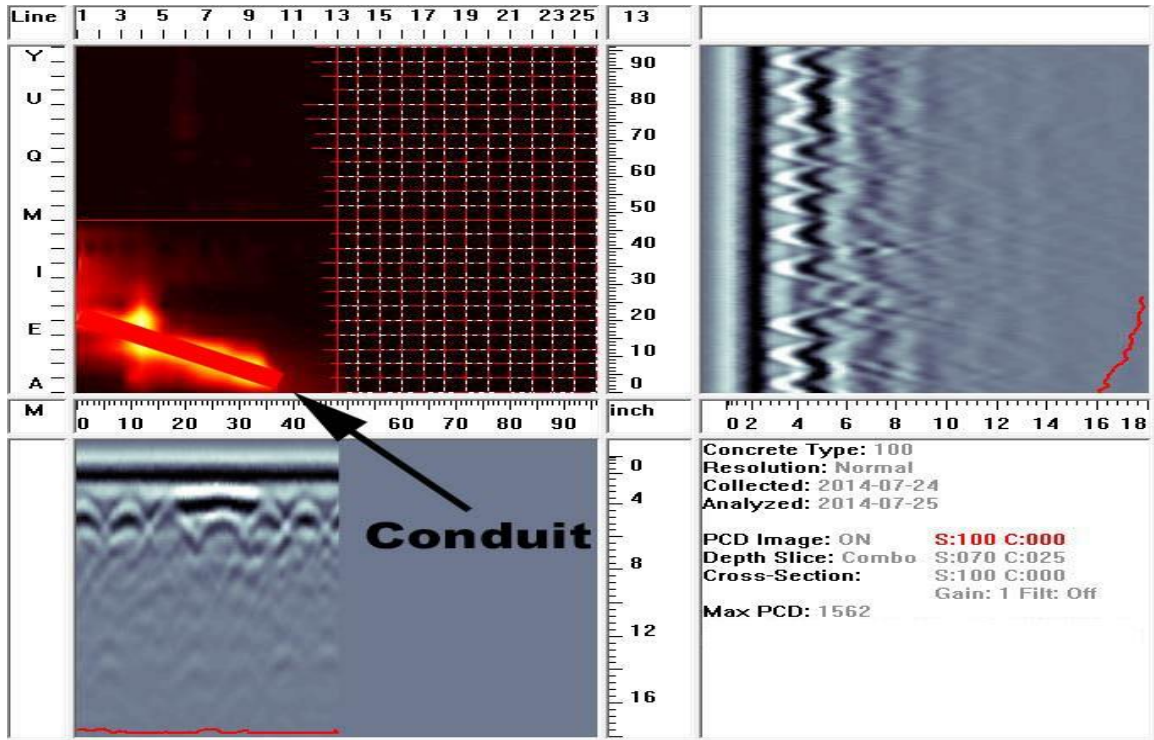 Line 1 3 5 7 9 11 13 15 17 19 21 23 25 13
Y
U
Q
M
I
E
A
90
80
70
60
50
40
30
20
10
0
M 0 10 20 30 40 60 70 80 90 inch 0 2 4 6 8 10 12 14 16 18
0
4
8
12
16
Conduit
Concrete Type: 100
Resolution: Normal
Collected: 2014-07-24
Analyzed: 2014-07-25
PCD Image: ON S:100 C:000
Depth Slice: Combo S:070 C:025
Cross-Section: S:100 C:000
Gain: 1 Filt: Off
Max PCD: 1562